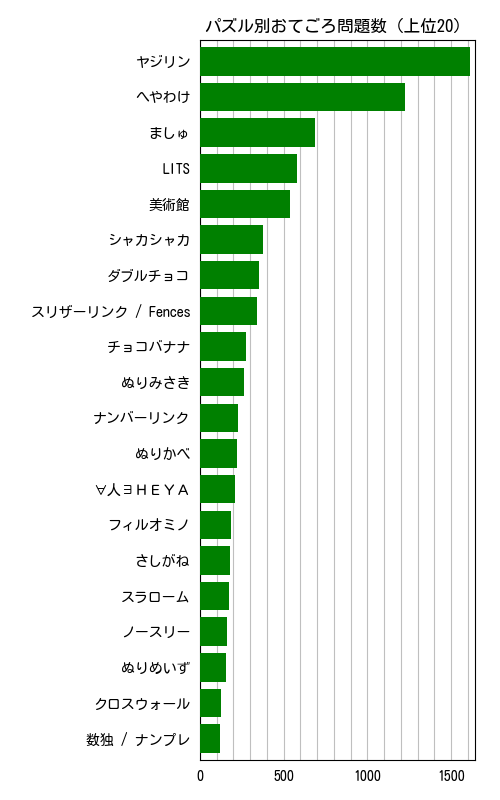 パズル別おてごろ問題数 (上位20)
ヤジリン
へやわけ
ましゅ
LITS
美術館
シャカシャカ
ダブルチョコ
スリザーリンク / Fences
チョコバナナ
ぬりみさき
ナンバーリンク
ぬりかべ
∀人∃ＨＥＹＡ
フィルオミノ
さしがね
スラローム
ノースリー
ぬりめいず
クロスウォール
数独 / ナンプレ
0 500 1000 1500